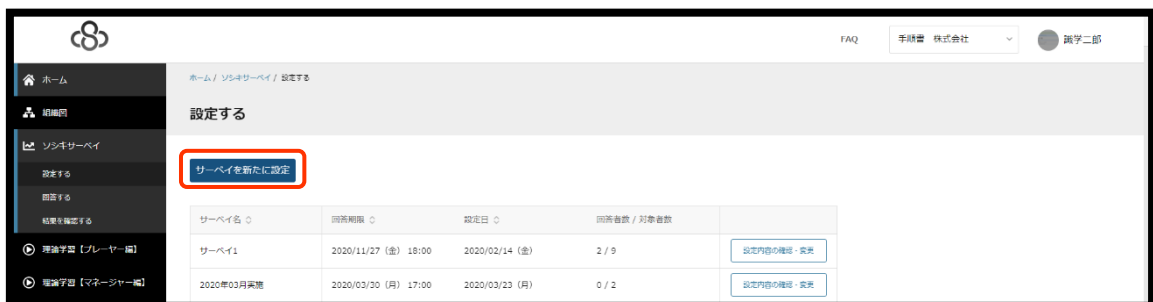 FAQ 手順書 株式会社 識学二郎
ホーム
ホーム / ソシキサーベイ / 設定する
組織図
設定する
ソシキサーベイ
サーベイを新たに設定
設定する
回答する
結果を確認する
サーベイ名 回答期限 設定日 回答者数 / 対象者数
理論学習【プレーヤー編】
サーベイ1 2020/11/27（金） 18:00 2020/02/14（金） 2 / 9 設定内容の確認・変更
理論学習【マネージャー編】
2020年03月実施 2020/03/30（月） 17:00 2020/03/23（月） 0 / 2 設定内容の確認・変更